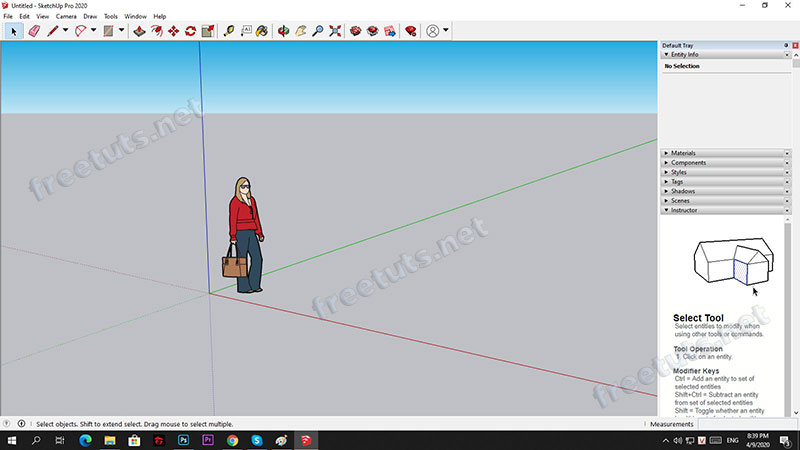 Untitled - SketchUp Pro 2020
File Edit View Camera Draw Tools Window Help
Default Tray
Entity Info
No Selection
Materials
Components
Styles
Tags
Shadows
Scenes
Instructor
Select Tool
Select entities to modify when
using other tools or commands.
Tool Operation
1. Click on an entity.
Modifier Keys
Ctrl = Add an entity to set of
selected entities
Shift+Ctrl = Subtract an entity
from set of selected entities
Shift = Toggle whether an entity
freetuts.net
freetuts.net
freetuts.net
Select objects. Shift to extend select. Drag mouse to select multiple.
Measurements
ENG
8:39 PM
4/9/2020